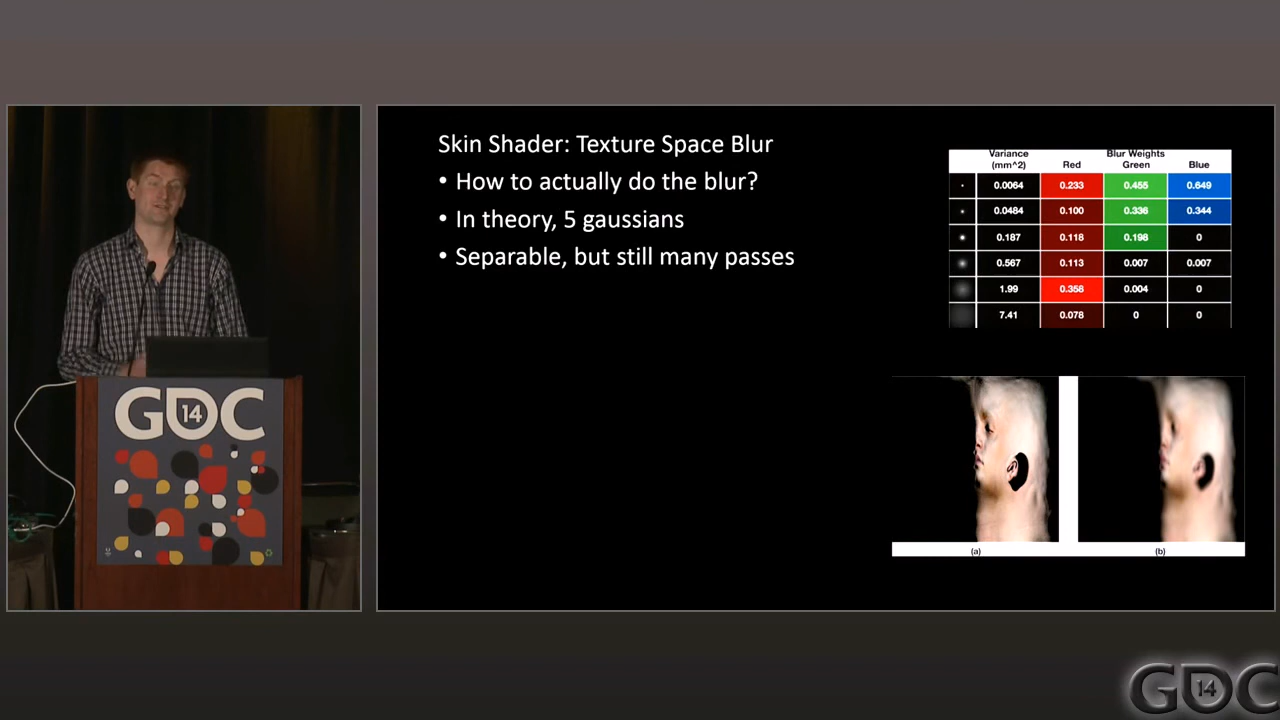 Skin Shader: Texture Space Blur
• How to actually do the blur?
• In theory, 5 gaussians
• Separable, but still many passes
Variance
(mm^2)
Blur Weights
Red Green Blue
0.0064 0.233 0.455 0.649
0.0484 0.100 0.336 0.344
0.187 0.118 0.198 0
0.567 0.113 0.007 0.007
1.99 0.358 0.004 0
7.41 0.078 0 0
(a) (b)
GDC
14
GDC
14